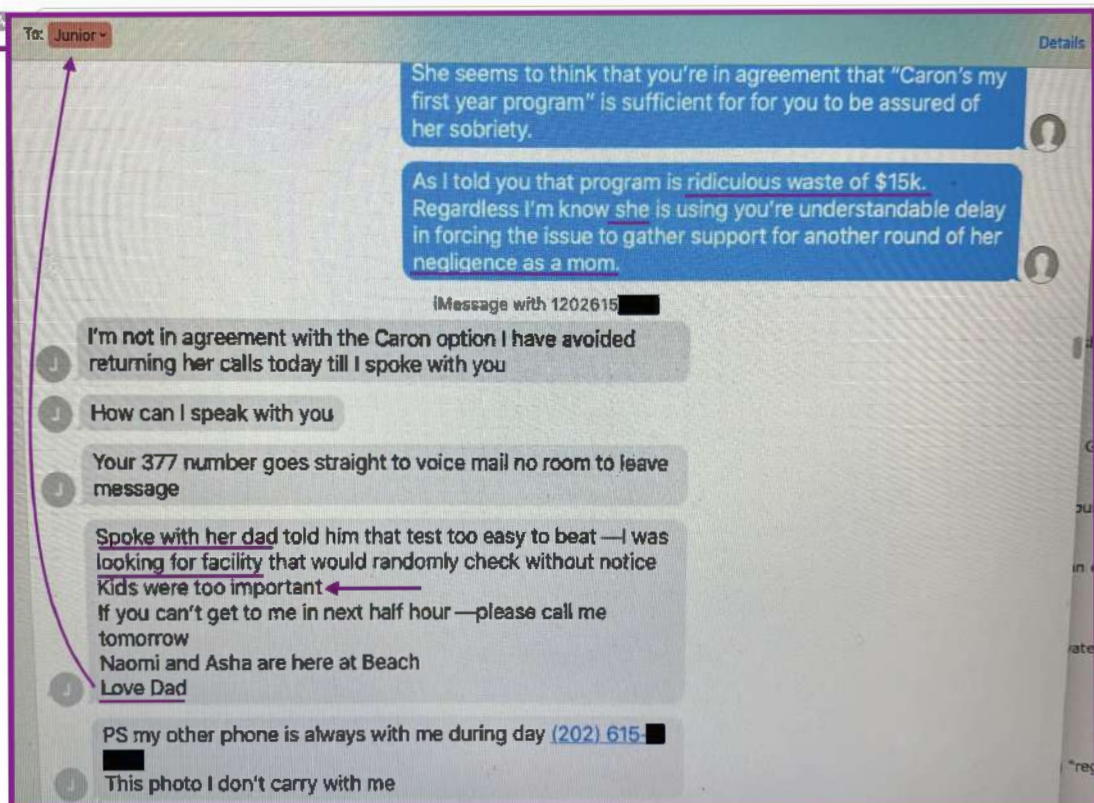 To: Junior
Details
She seems to think that you're in agreement that "Caron's my
first year program" is sufficient for for you to be assured of
her sobriety.
As I told you that program is ridiculous waste of $15k.
Regardless I'm know she is using you're understandable delay
in forcing the issue to gather support for another round of her
negligence as a mom.
iMessage with 1202615
J
I'm not in agreement with the Caron option I have avoided
returning her calls today till I spoke with you
J
How can I speak with you
J
Your 377 number goes straight to voice mail no room to leave
message
J
Spoke with her dad told him that test too easy to beat —I was
looking for facility that would randomly check without notice
Kids were too important
If you can't get to me in next half hour —please call me
tomorrow
Naomi and Asha are here at Beach
Love Dad
J
PS my other phone is always with me during day (202) 615-
This photo I don't carry with me
J
"reg